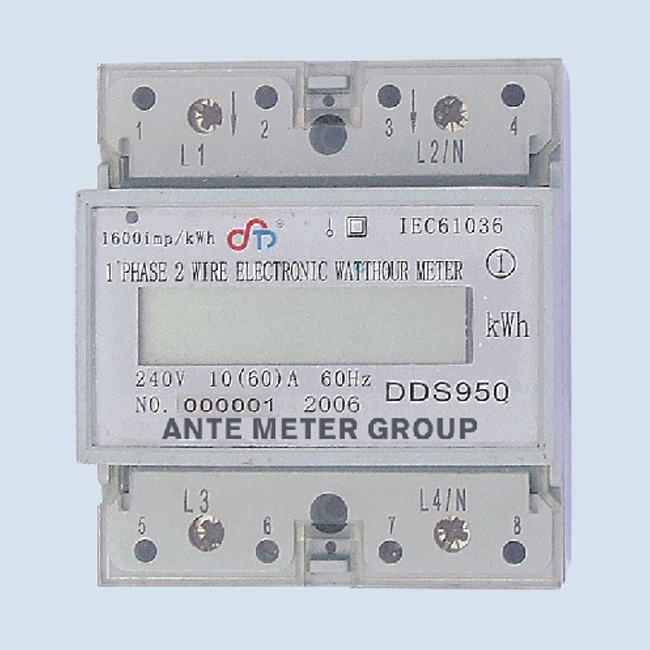 1 2 3 4
L1 L2/N
1600imp/kWh ® IEC61036
1 PHASE 2 WIRE ELECTRONIC WATTHOUR METER 1
kWh
240V 10(60)A 60Hz DDS950
NO. 000001 2006
ANTE METER GROUP
L3 L4/N
5 6 7 8